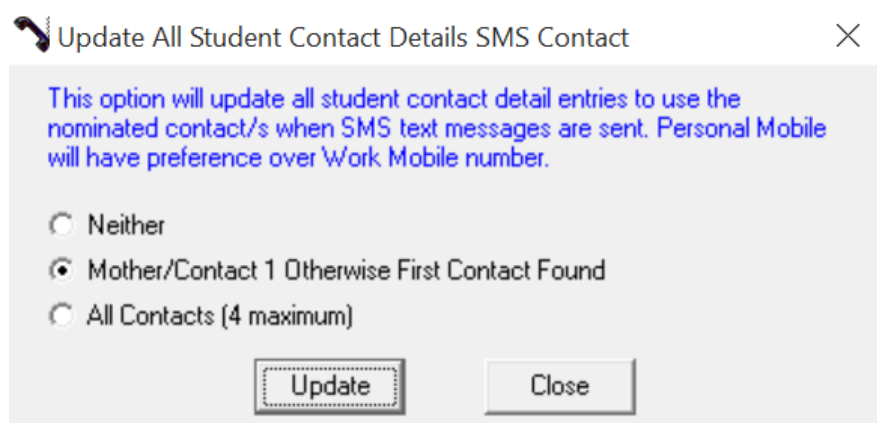 Update All Student Contact Details SMS Contact
This option will update all student contact detail entries to use the
nominated contact/s when SMS text messages are sent. Personal Mobile
will have preference over Work Mobile number.
Neither
Mother/Contact 1 Otherwise First Contact Found
All Contacts (4 maximum)
Update Close